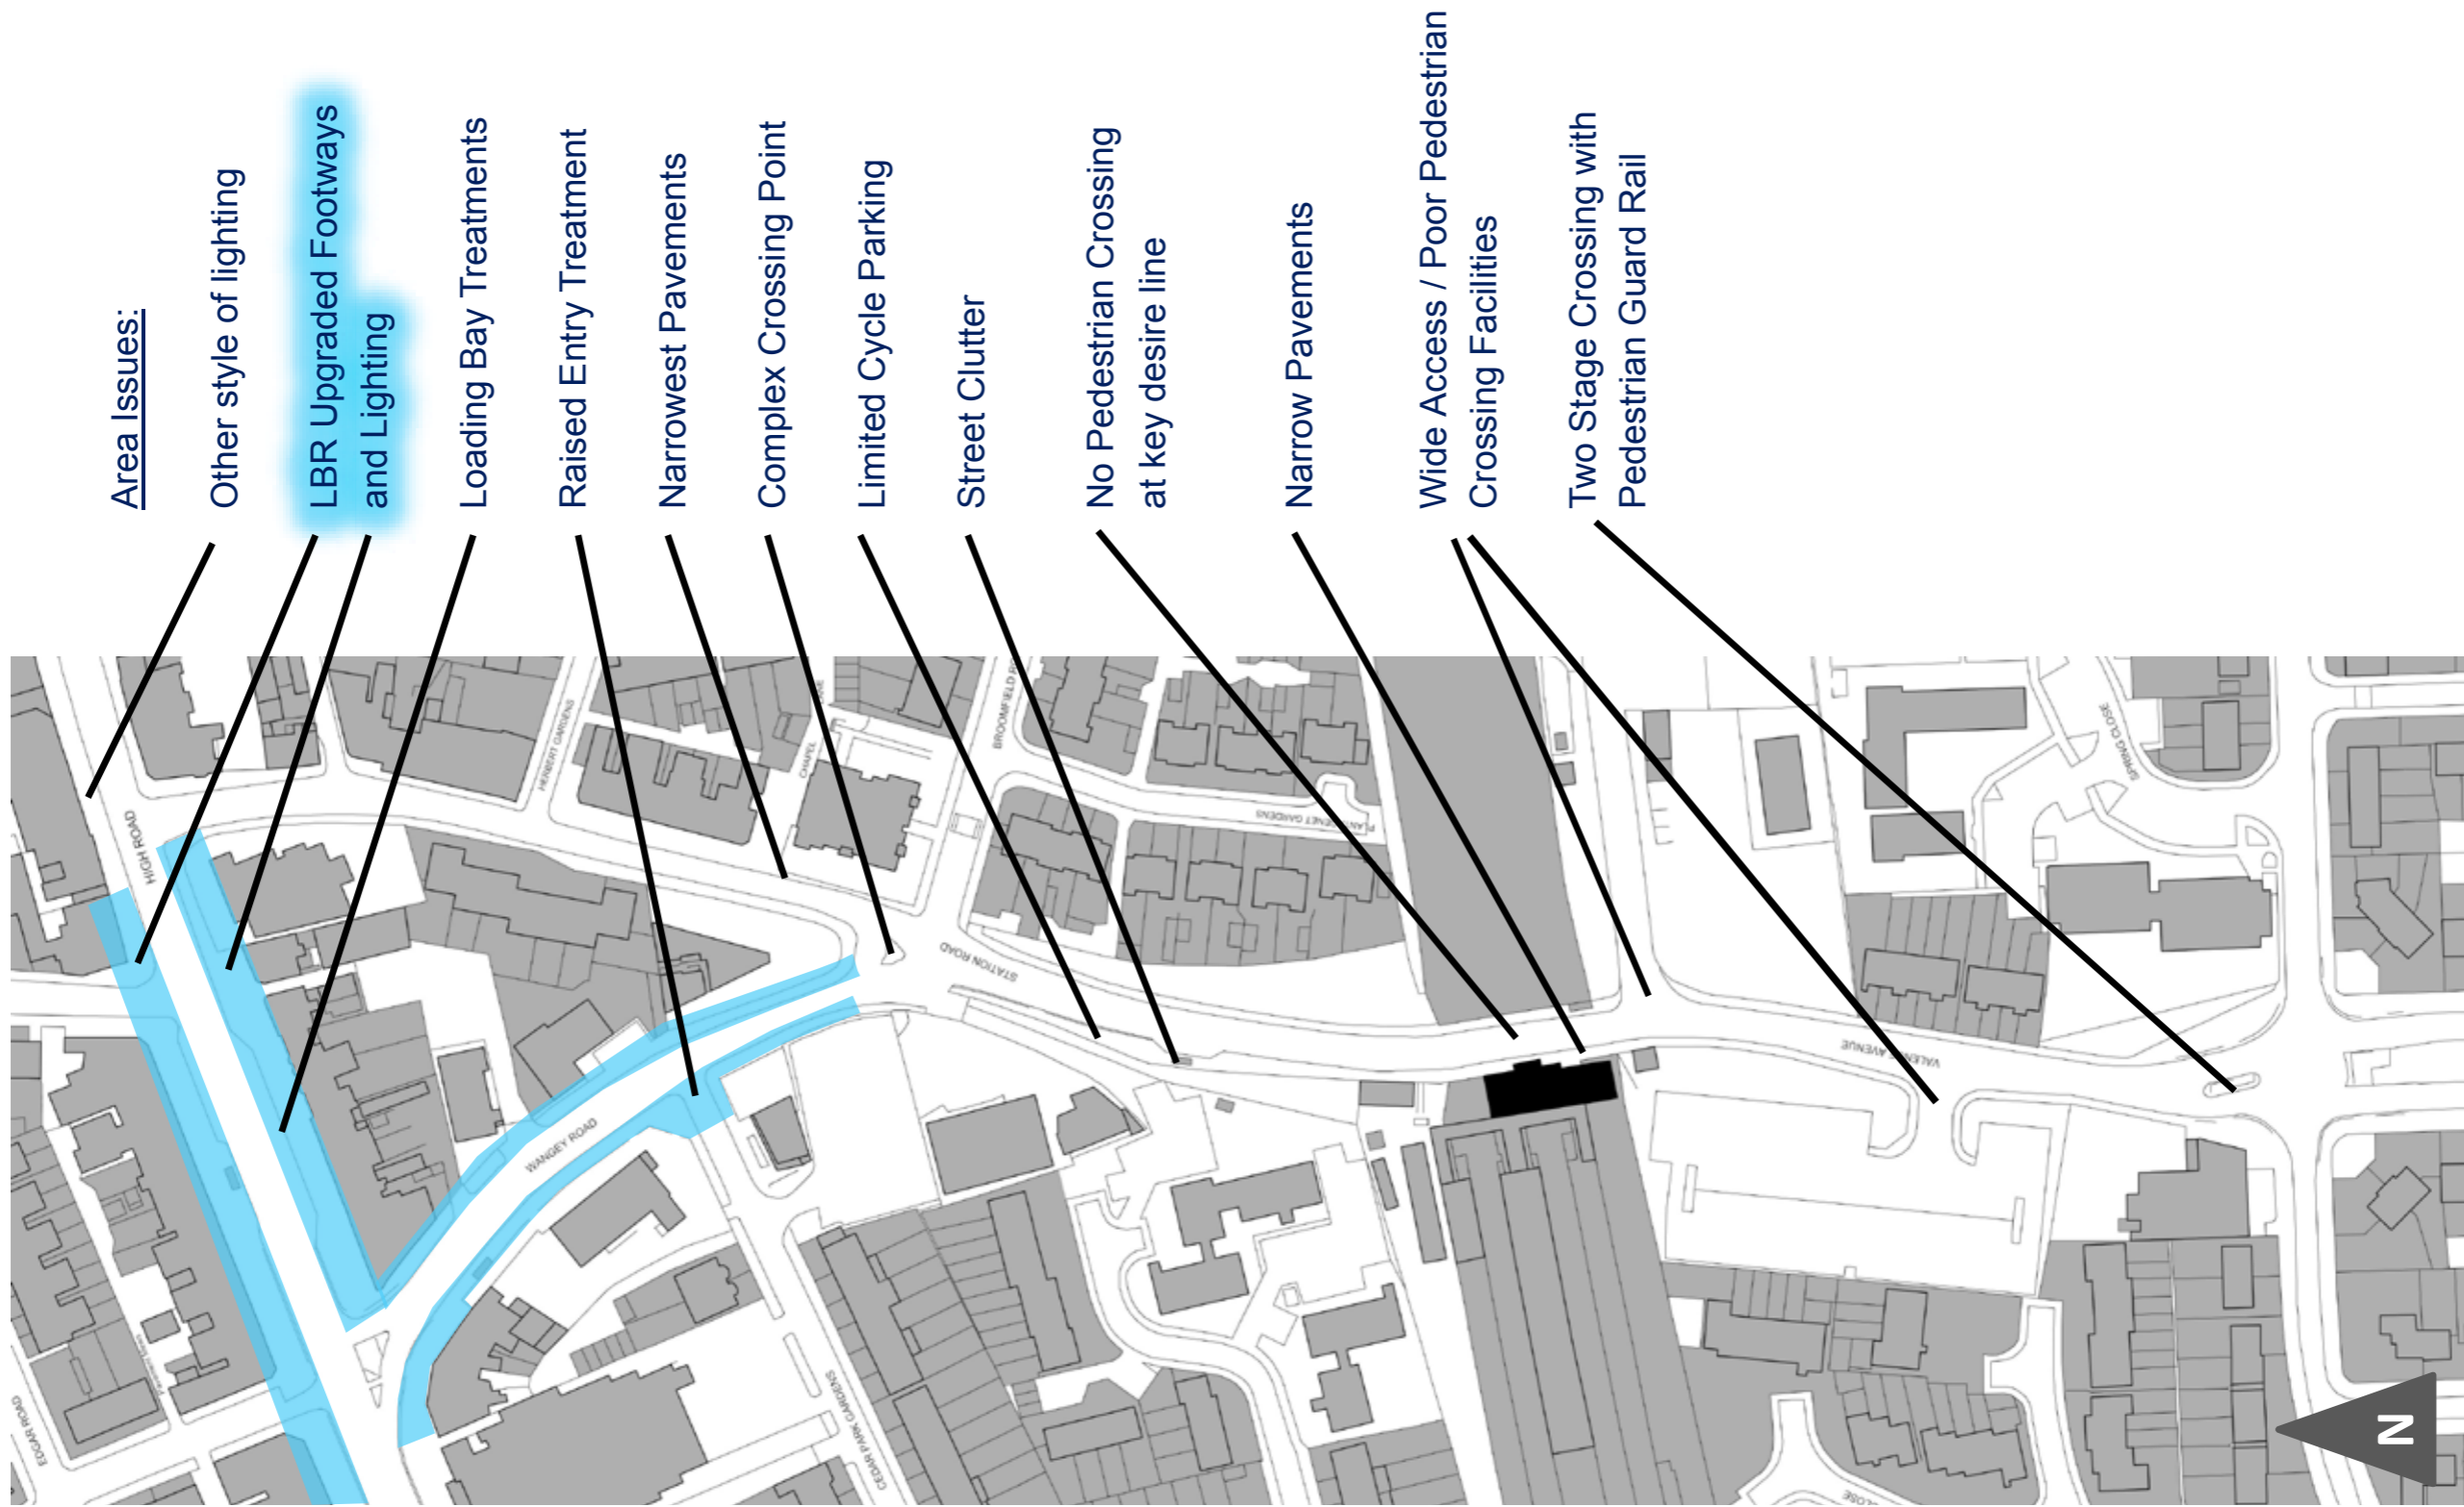 Area Issues:
Other style of lighting
LBR Upgraded Footways
and Lighting
Loading Bay Treatments
Raised Entry Treatment
Narrowest Pavements
Complex Crossing Point
Limited Cycle Parking
Street Clutter
No Pedestrian Crossing
at key desire line
Narrow Pavements
Wide Access / Poor Pedestrian
Crossing Facilities
Two Stage Crossing with
Pedestrian Guard Rail
HIGH ROAD
HERBERT GARDENS
CHAPEL
BROOMFIELD
STATION ROAD
GARDENS
SPRING CLOSE
AVENUE
WANGEY ROAD
CEDAR PARK GARDENS
EDGAR ROAD
CLOSE
N